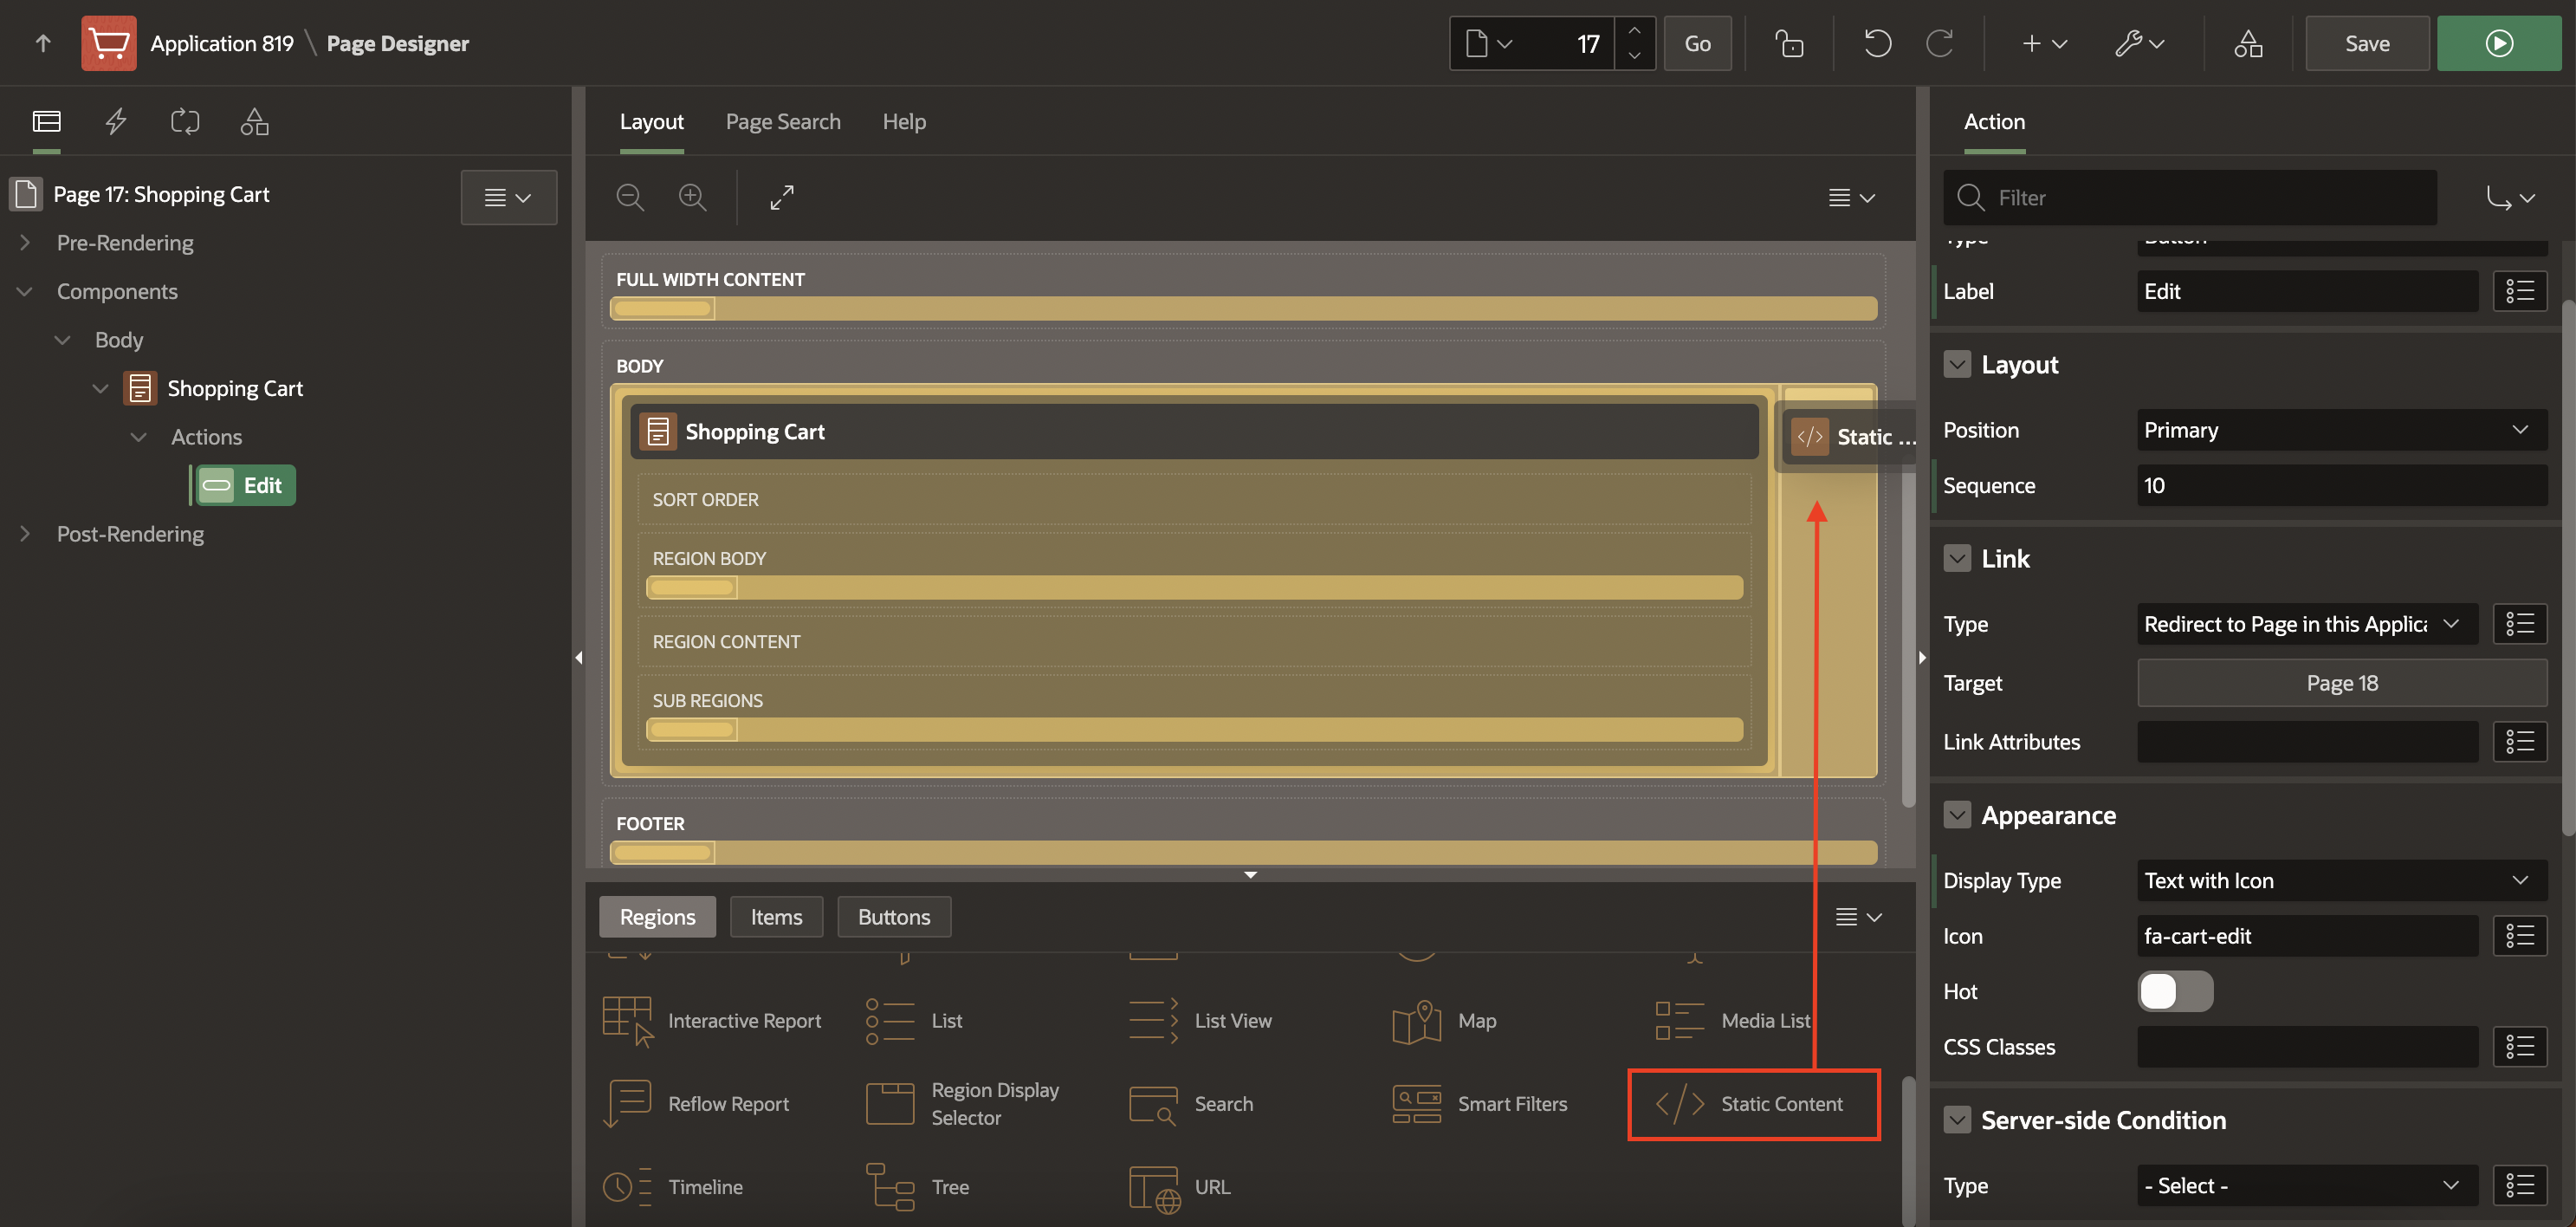 Application 819 \ Page Designer
17
Go
Save
Page 17: Shopping Cart
Pre-Rendering
Components
Body
Shopping Cart
Actions
Edit
Post-Rendering
Layout
Page Search
Help
FULL WIDTH CONTENT
BODY
Shopping Cart
</> Static ...
SORT ORDER
REGION BODY
REGION CONTENT
SUB REGIONS
FOOTER
Regions
Items
Buttons
Interactive Report
List
List View
Map
Media List
Reflow Report
Region Display
Selector
Search
Smart Filters
</> Static Content
Timeline
Tree
URL
Action
Filter
Type
Button
Label
Edit
Layout
Position
Primary
Sequence
10
Link
Type
Redirect to Page in this Applica
Target
Page 18
Link Attributes
Appearance
Display Type
Text with Icon
Icon
fa-cart-edit
Hot
CSS Classes
Server-side Condition
Type
- Select -